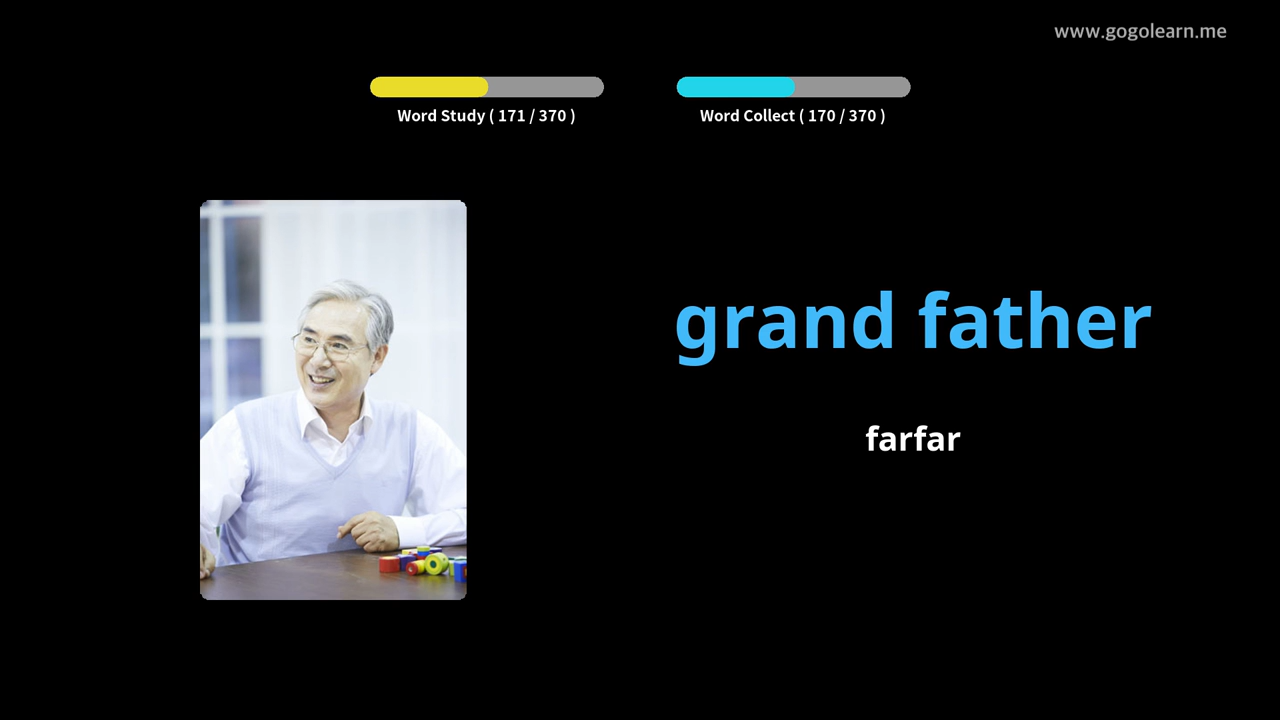 www.gogolearn.me
Word Study ( 171 / 370 )
Word Collect ( 170 / 370 )
grand father
farfar